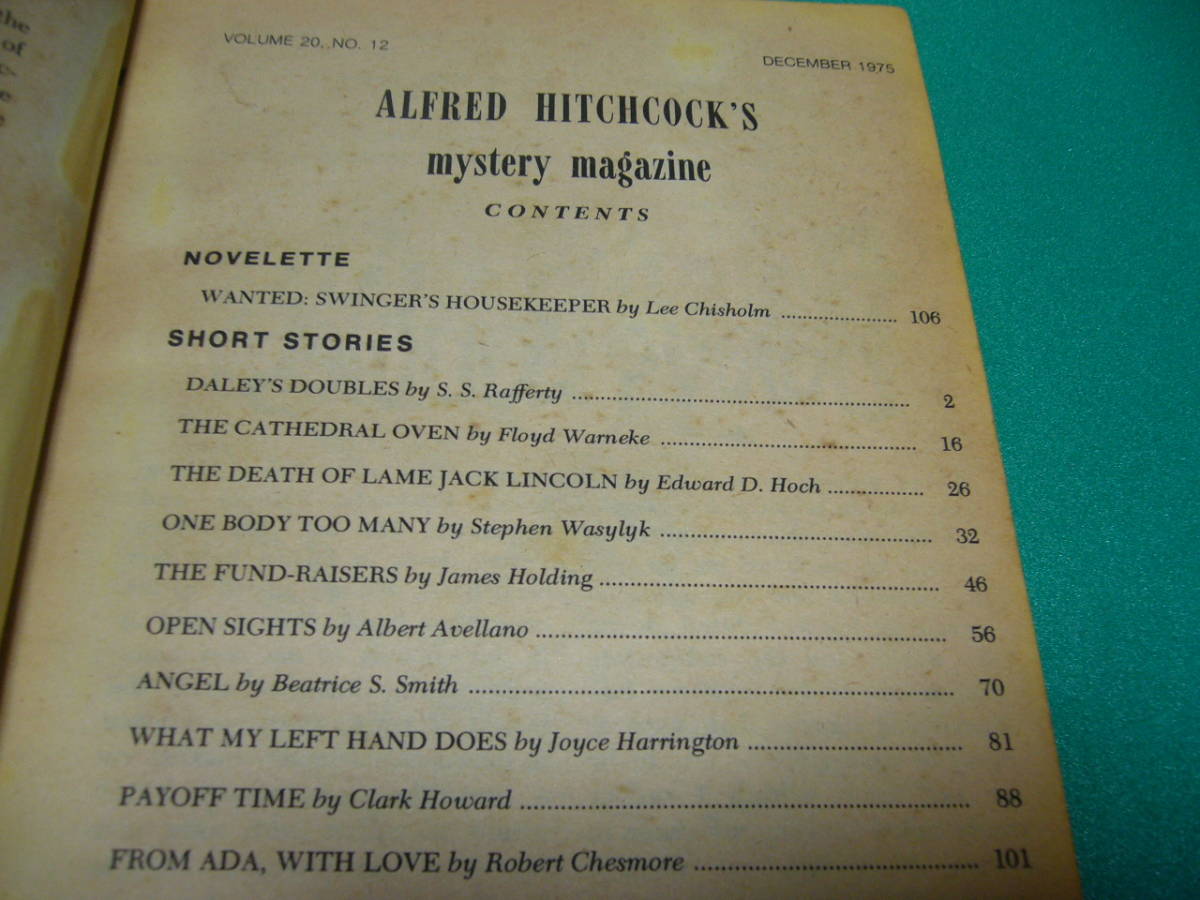 the
of
e
VOLUME 20, NO. 12
DECEMBER 1975
ALFRED HITCHCOCK'S
mystery magazine
CONTENTS
NOVELETTE
WANTED: SWINGER'S HOUSEKEEPER by Lee Chisholm ........................ 106
SHORT STORIES
DALEY'S DOUBLES by S. S. Rafferty ............................................................ 2
THE CATHEDRAL OVEN by Floyd Warneke .............................................. 16
THE DEATH OF LAME JACK LINCOLN by Edward D. Hoch ................. 26
ONE BODY TOO MANY by Stephen Wasylyk ................................................ 32
THE FUND-RAISERS by James Holding ........................................................... 46
OPEN SIGHTS by Albert Avellano ..................................................................... 56
ANGEL by Beatrice S. Smith ................................................................................ 70
WHAT MY LEFT HAND DOES by Joyce Harrington .................................... 81
PAYOFF TIME by Clark Howard ......................................................................... 88
FROM ADA, WITH LOVE by Robert Chesmore .............................................. 101